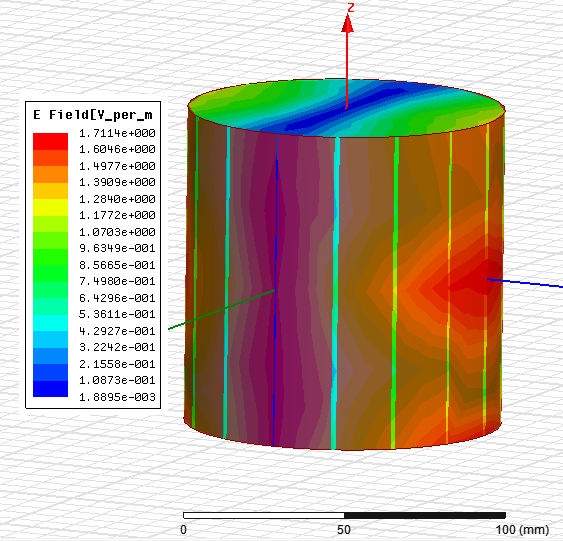 Z
E Field[V_per_m
1.7114e+000
1.6046e+000
1.4977e+000
1.3909e+000
1.2840e+000
1.1772e+000
1.0703e+000
9.6349e-001
8.5665e-001
7.4980e-001
6.4296e-001
5.3611e-001
4.2927e-001
3.2242e-001
2.1558e-001
1.0873e-001
1.8895e-003
0
50
100 (mm)